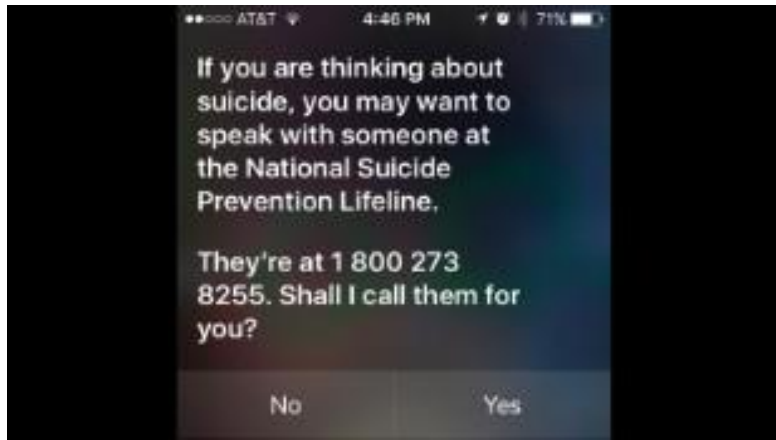 AT&T 4:46 PM 71%
If you are thinking about
suicide, you may want to
speak with someone at
the National Suicide
Prevention Lifeline.
They're at 1 800 273
8255. Shall I call them for
you?
No Yes